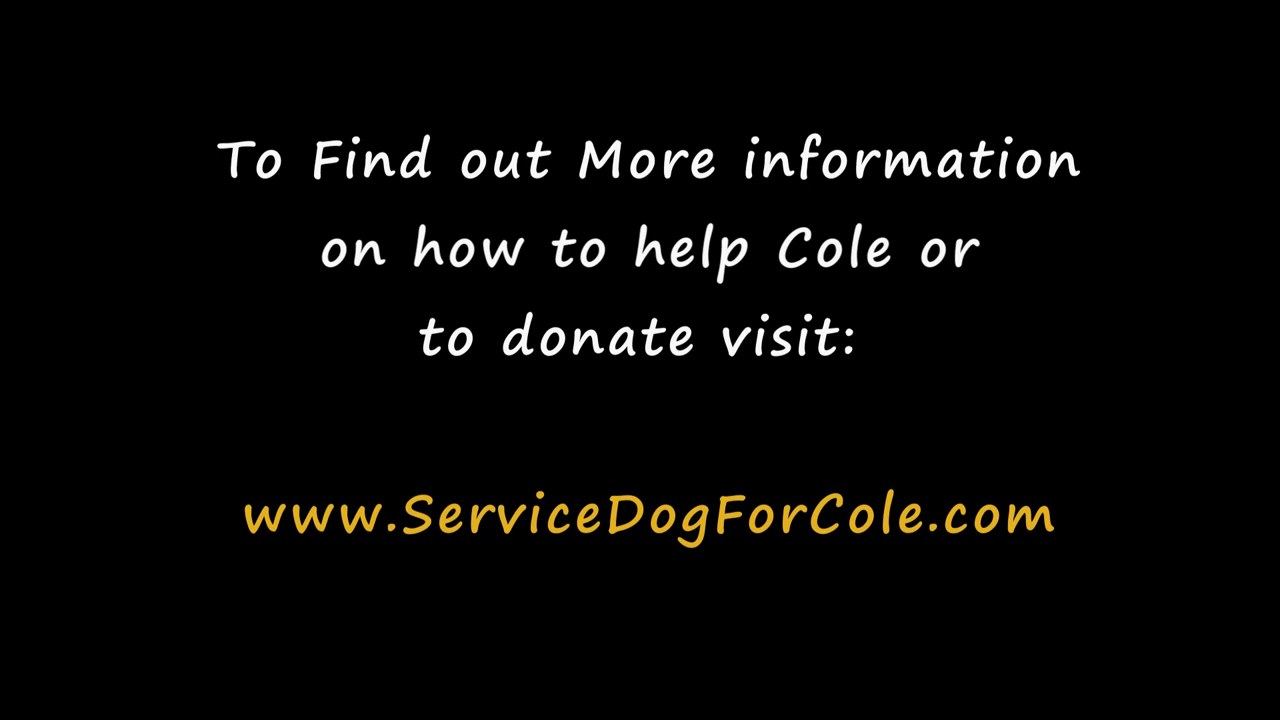 To Find out More information
on how to help Cole or
to donate visit:
www.ServiceDogForCole.com